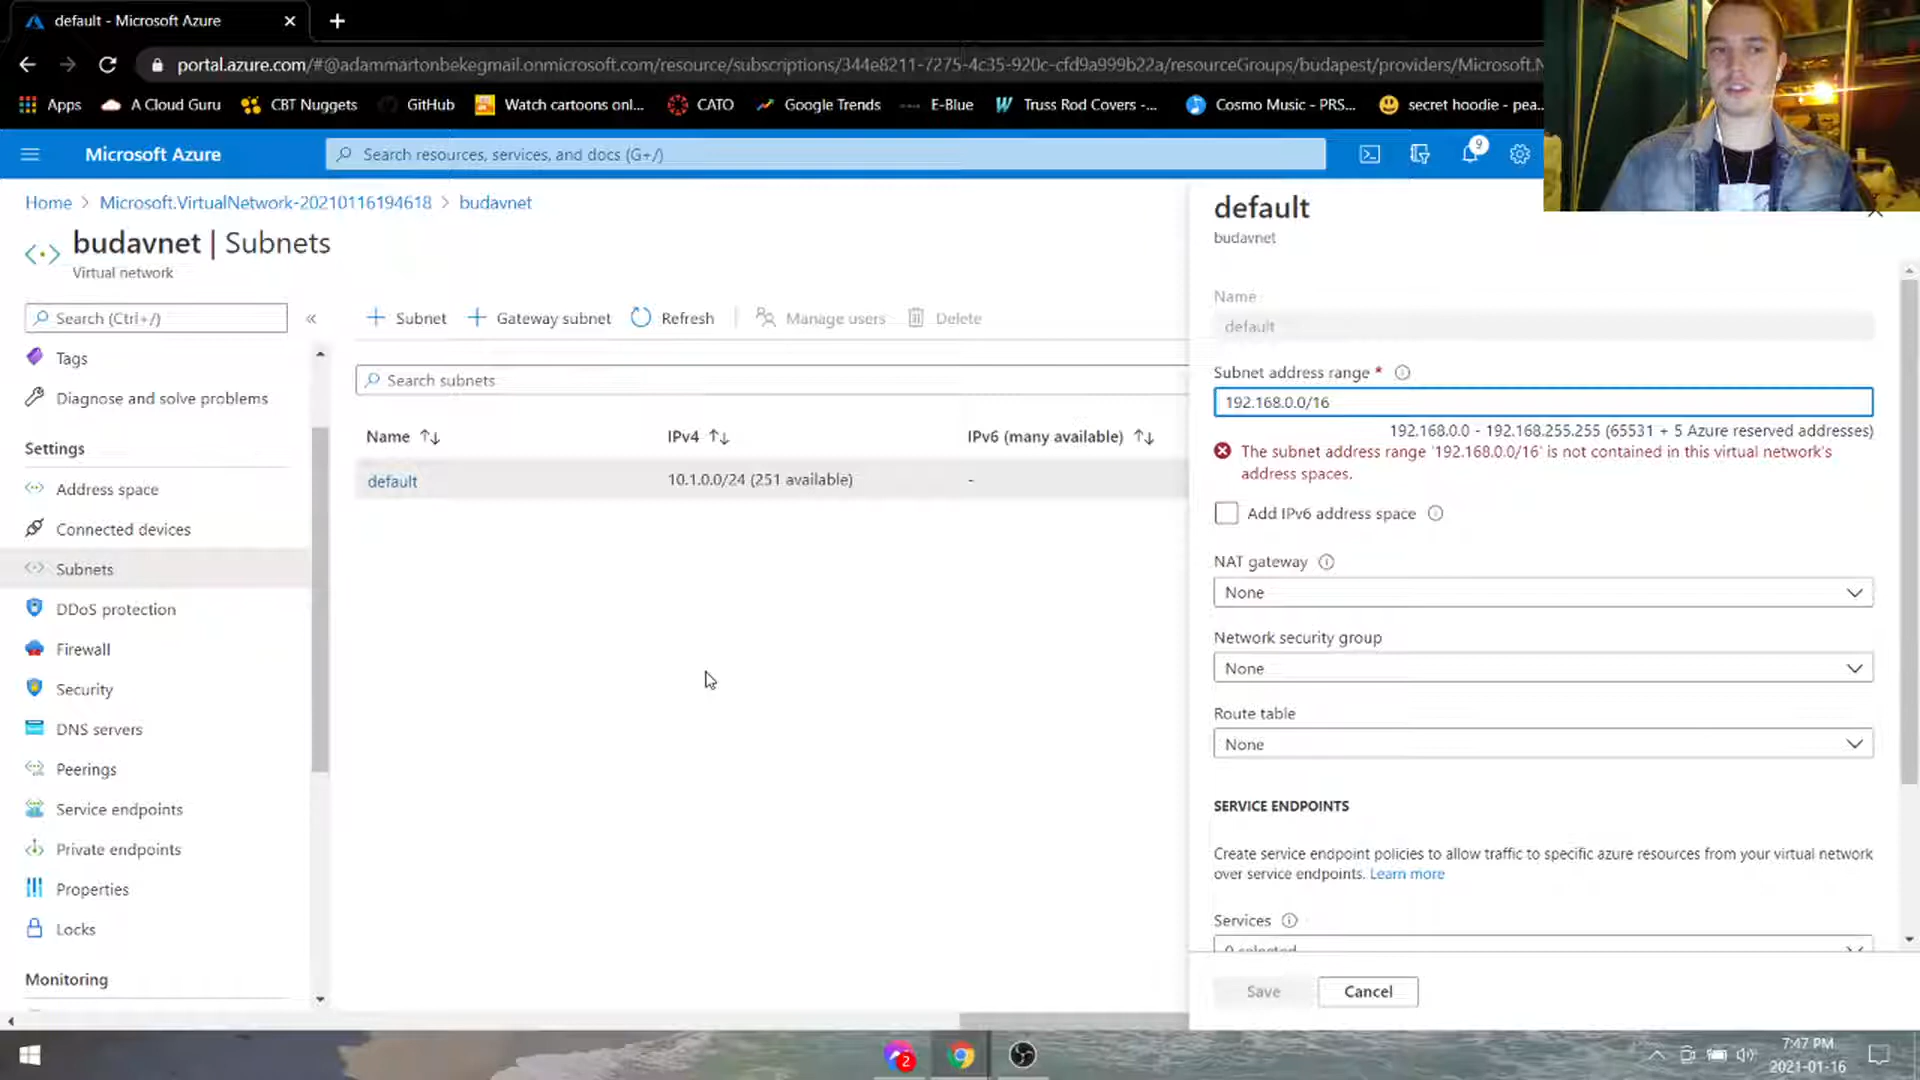 default - Microsoft Azure
portal.azure.com/#@adammartonbekegmail.onmicrosoft.com/resource/subscriptions/344e8211-7275-4c35-920c-cfd9a999b22a/resourceGroups/budapest/providers/Microsoft.N
Apps A Cloud Guru CBT Nuggets GitHub Watch cartoons onl... CATO Google Trends E-Blue Truss Rod Covers -... Cosmo Music - PRS... secret hoodie - pea...
Microsoft Azure
Search resources, services, and docs (G+/)
9
Home > Microsoft.VirtualNetwork-20210116194618 > budavnet
budavnet | Subnets
Virtual network
Search (Ctrl+/)
«
Tags
Diagnose and solve problems
Settings
Address space
Connected devices
Subnets
DDoS protection
Firewall
Security
DNS servers
Peerings
Service endpoints
Private endpoints
Properties
Locks
Monitoring
+ Subnet + Gateway subnet Refresh Manage users Delete
Search subnets
Name IPv4 IPv6 (many available)
default 10.1.0.0/24 (251 available) -
default
budavnet
Name
default
Subnet address range *
192.168.0.0/16
192.168.0.0 - 192.168.255.255 (65531 + 5 Azure reserved addresses)
The subnet address range '192.168.0.0/16' is not contained in this virtual network's
address spaces.
Add IPv6 address space
NAT gateway
None
Network security group
None
Route table
None
SERVICE ENDPOINTS
Create service endpoint policies to allow traffic to specific azure resources from your virtual network
over service endpoints. Learn more
Services
0 selected
Save Cancel
2
7:47 PM
2021-01-16